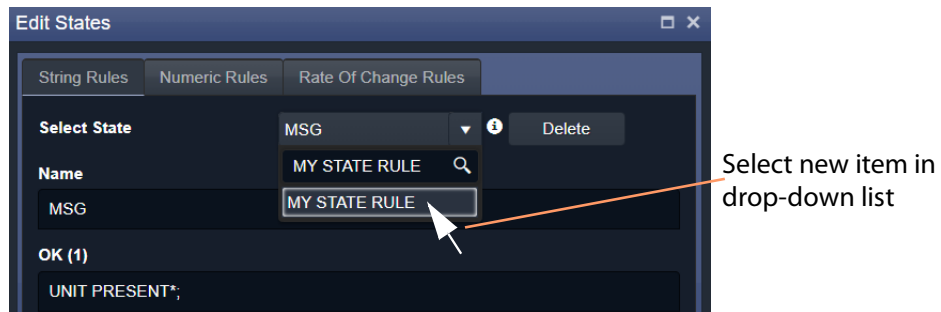 Edit States
String Rules Numeric Rules Rate Of Change Rules
Select State MSG Delete
MY STATE RULE
Name
MY STATE RULE
MSG
Select new item in
drop-down list
OK (1)
UNIT PRESENT*;